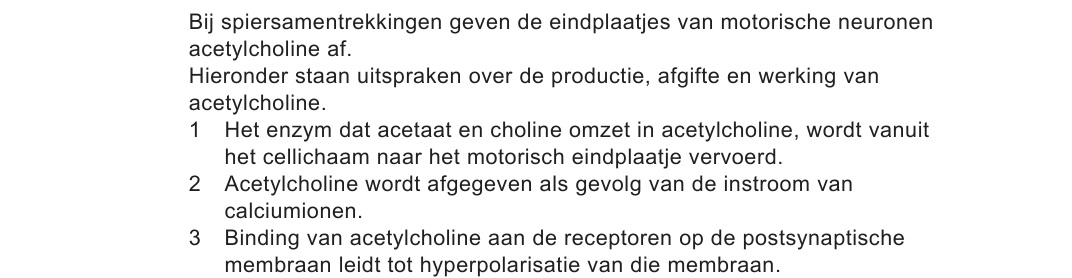 Bij spiersamentrekkingen geven de eindplaatjes van motorische neuronen
acetylcholine af.
Hieronder staan uitspraken over de productie, afgifte en werking van
acetylcholine.
1 Het enzym dat acetaat en choline omzet in acetylcholine, wordt vanuit
het cellichaam naar het motorisch eindplaatje vervoerd.
2 Acetylcholine wordt afgegeven als gevolg van de instroom van
calciumionen.
3 Binding van acetylcholine aan de receptoren op de postsynaptische
membraan leidt tot hyperpolarisatie van die membraan.